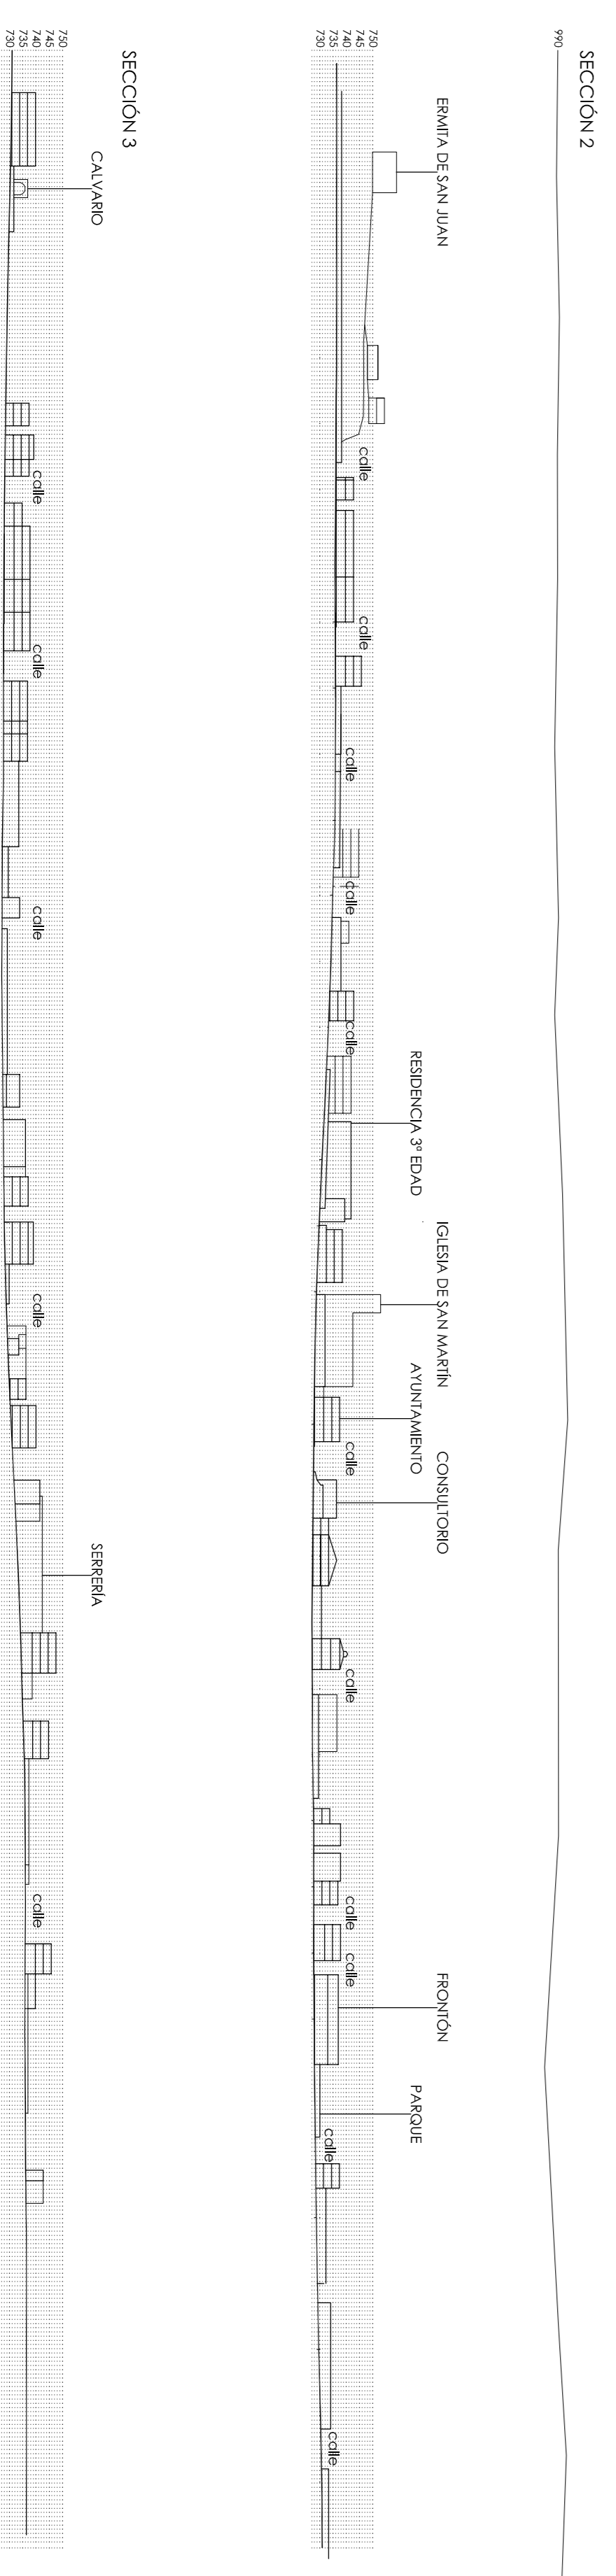 SECCIÓN 2
990
ERMITA DE SAN JUAN
RESIDENCIA 3ª EDAD
IGLESIA DE SAN MARTÍN
AYUNTAMIENTO
CONSULTORIO
FRONTÓN
PARQUE
750
745
740
735
730
calle
calle
calle
calle
calle
calle
calle
calle
calle
calle
calle
SECCIÓN 3
CALVARIO
SERRERÍA
750
745
740
735
730
calle
calle
calle
calle
calle